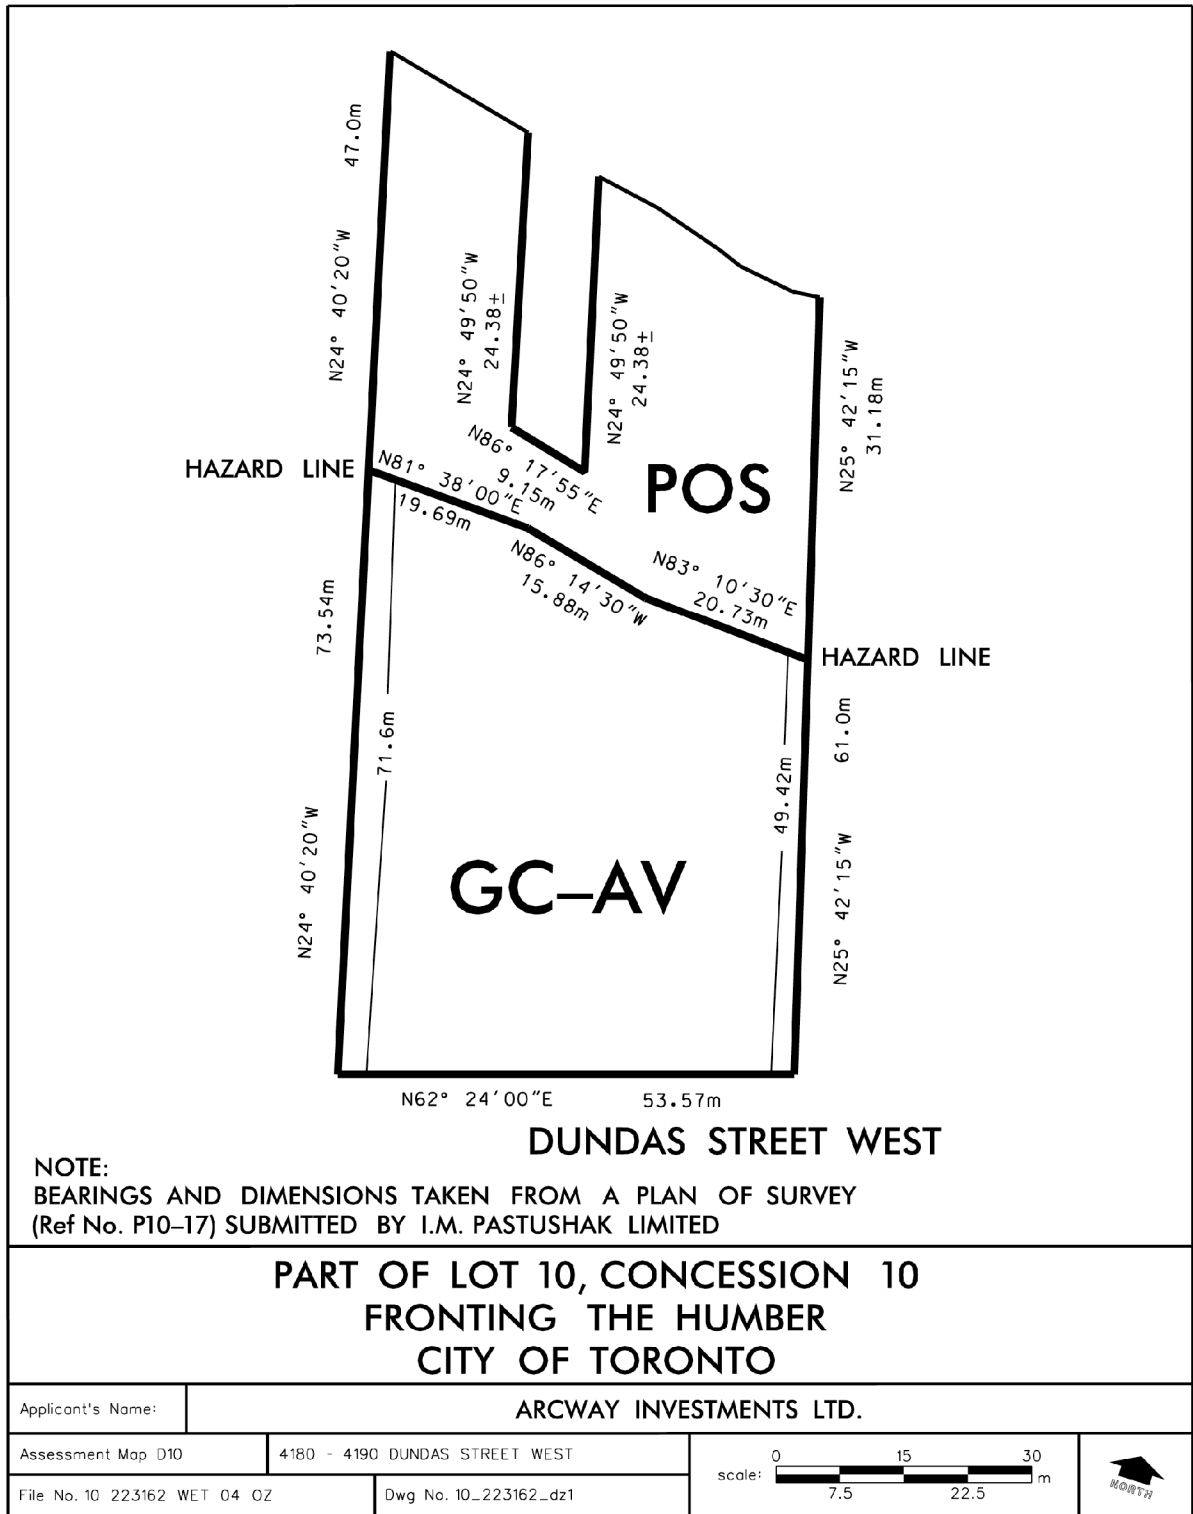 47.0m
N24° 40'20"W
N24° 49'50"W
24.38±
N24° 49'50"W
24.38±
N25° 42'15"W
31.18m
HAZARD LINE
N86° 17'55"E
9.15m
N81° 38'00"E
19.69m
POS
N86° 14'30"W
15.88m
N83° 10'30"E
20.73m
HAZARD LINE
73.54m
71.6m
49.42m
61.0m
N24° 40'20"W
GC–AV
N25° 42'15"W
N62° 24'00"E 53.57m
DUNDAS STREET WEST
NOTE:
BEARINGS AND DIMENSIONS TAKEN FROM A PLAN OF SURVEY
(Ref No. P10–17) SUBMITTED BY I.M. PASTUSHAK LIMITED
PART OF LOT 10, CONCESSION 10
FRONTING THE HUMBER
CITY OF TORONTO
Applicant's Name: ARCWAY INVESTMENTS LTD.
Assessment Map D10 4180 - 4190 DUNDAS STREET WEST
File No. 10 223162 WET 04 OZ Dwg No. 10_223162_dz1
0 15 30
scale: m
7.5 22.5
NORTH